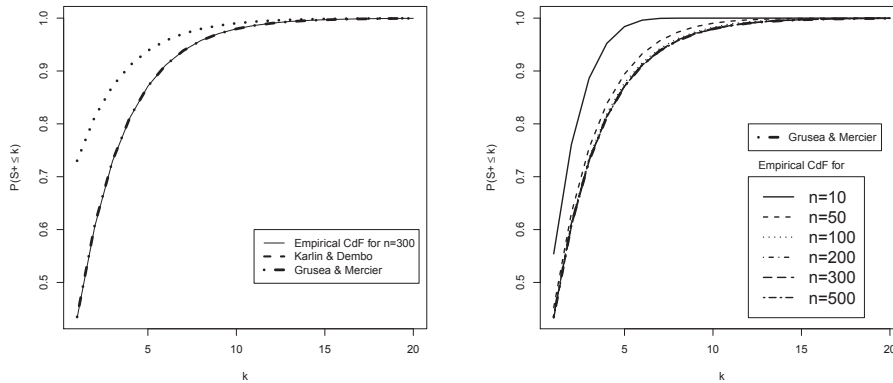 1.0
0.9
0.8
0.7
0.6
0.5
P(S+ ≤ k)
5
10
15
20
k
Empirical CdF for n=300
Karlin & Dembo
Grusea & Mercier
1.0
0.9
0.8
0.7
0.6
0.5
P(S+ ≤ k)
5
10
15
20
k
Grusea & Mercier
Empirical CdF for
n=10
n=50
n=100
n=200
n=300
n=500